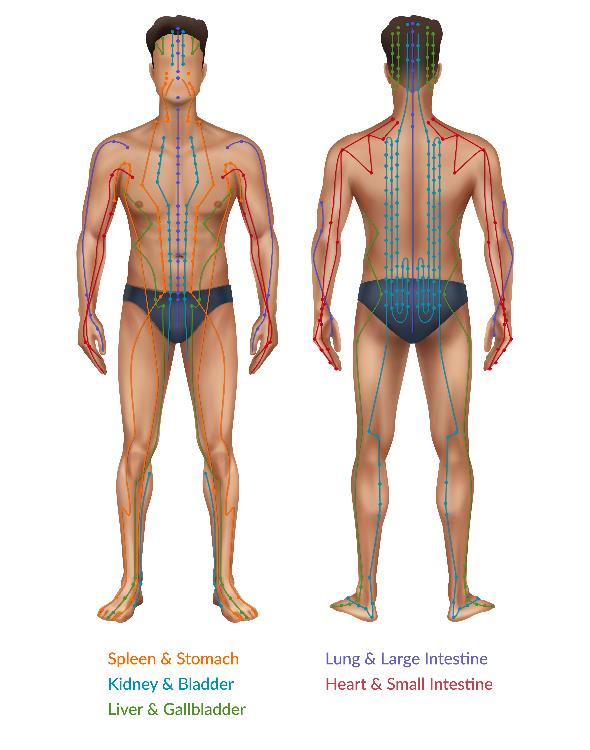 Spleen & Stomach
Kidney & Bladder
Liver & Gallbladder
Lung & Large Intestine
Heart & Small Intestine